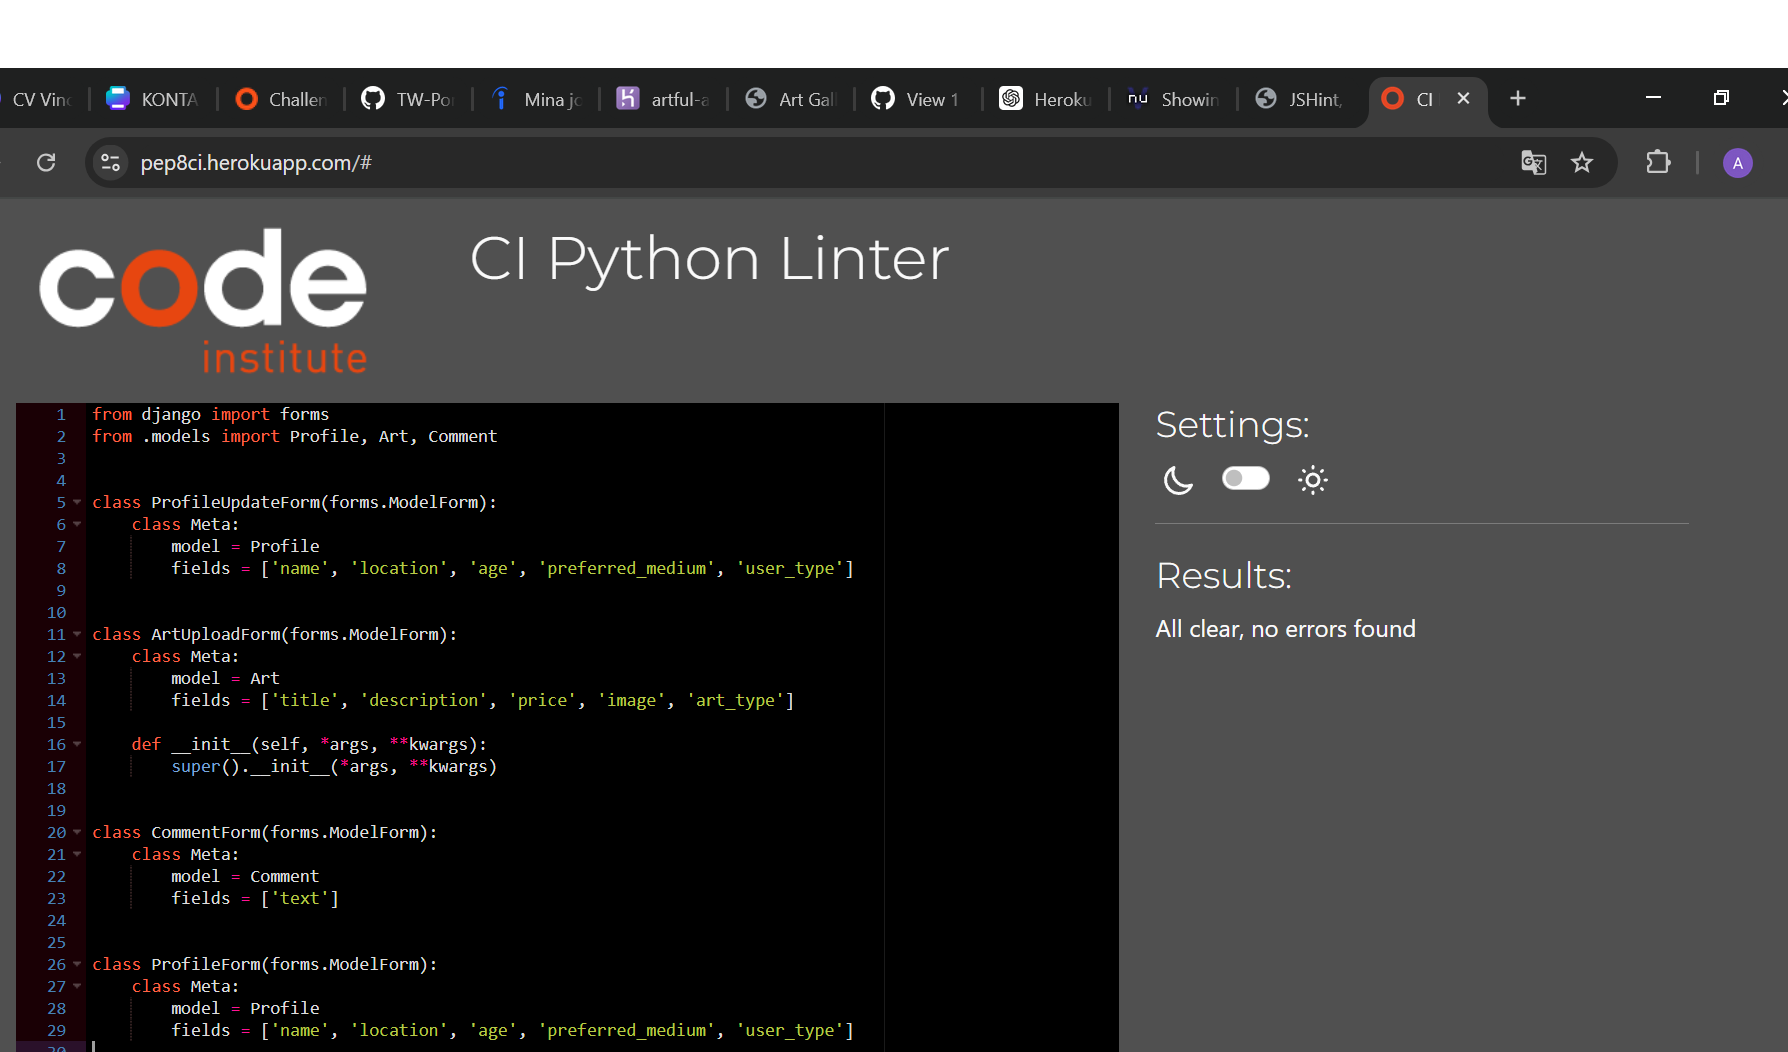 CV Vinc
KONTA
Challen
TW-Por
Mina jo
artful-a
Art Gall
View 1
Heroku
nu
Showin
JSHint,
CI
pep8ci.herokuapp.com/#
A
code
institute
CI Python Linter
1 from django import forms
2 from .models import Profile, Art, Comment
3
4
5 class ProfileUpdateForm(forms.ModelForm):
6     class Meta:
7         model = Profile
8         fields = ['name', 'location', 'age', 'preferred_medium', 'user_type']
9
10
11 class ArtUploadForm(forms.ModelForm):
12     class Meta:
13         model = Art
14         fields = ['title', 'description', 'price', 'image', 'art_type']
15
16     def __init__(self, *args, **kwargs):
17         super().__init__(*args, **kwargs)
18
19
20 class CommentForm(forms.ModelForm):
21     class Meta:
22         model = Comment
23         fields = ['text']
24
25
26 class ProfileForm(forms.ModelForm):
27     class Meta:
28         model = Profile
29         fields = ['name', 'location', 'age', 'preferred_medium', 'user_type']
30
Settings:
Results:
All clear, no errors found